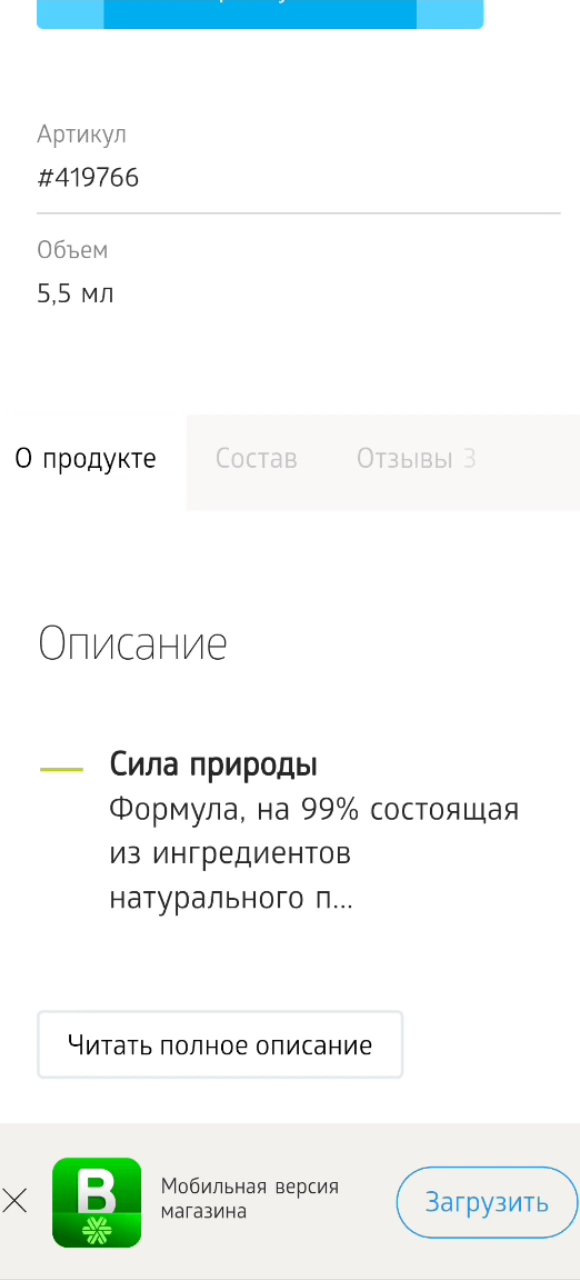 Артикул
#419766
Объем
5,5 мл
О продукте Состав Отзывы 3
Описание
Сила природы
Формула, на 99% состоящая
из ингредиентов
натурального п...
Читать полное описание
B
Мобильная версия
магазина
Загрузить